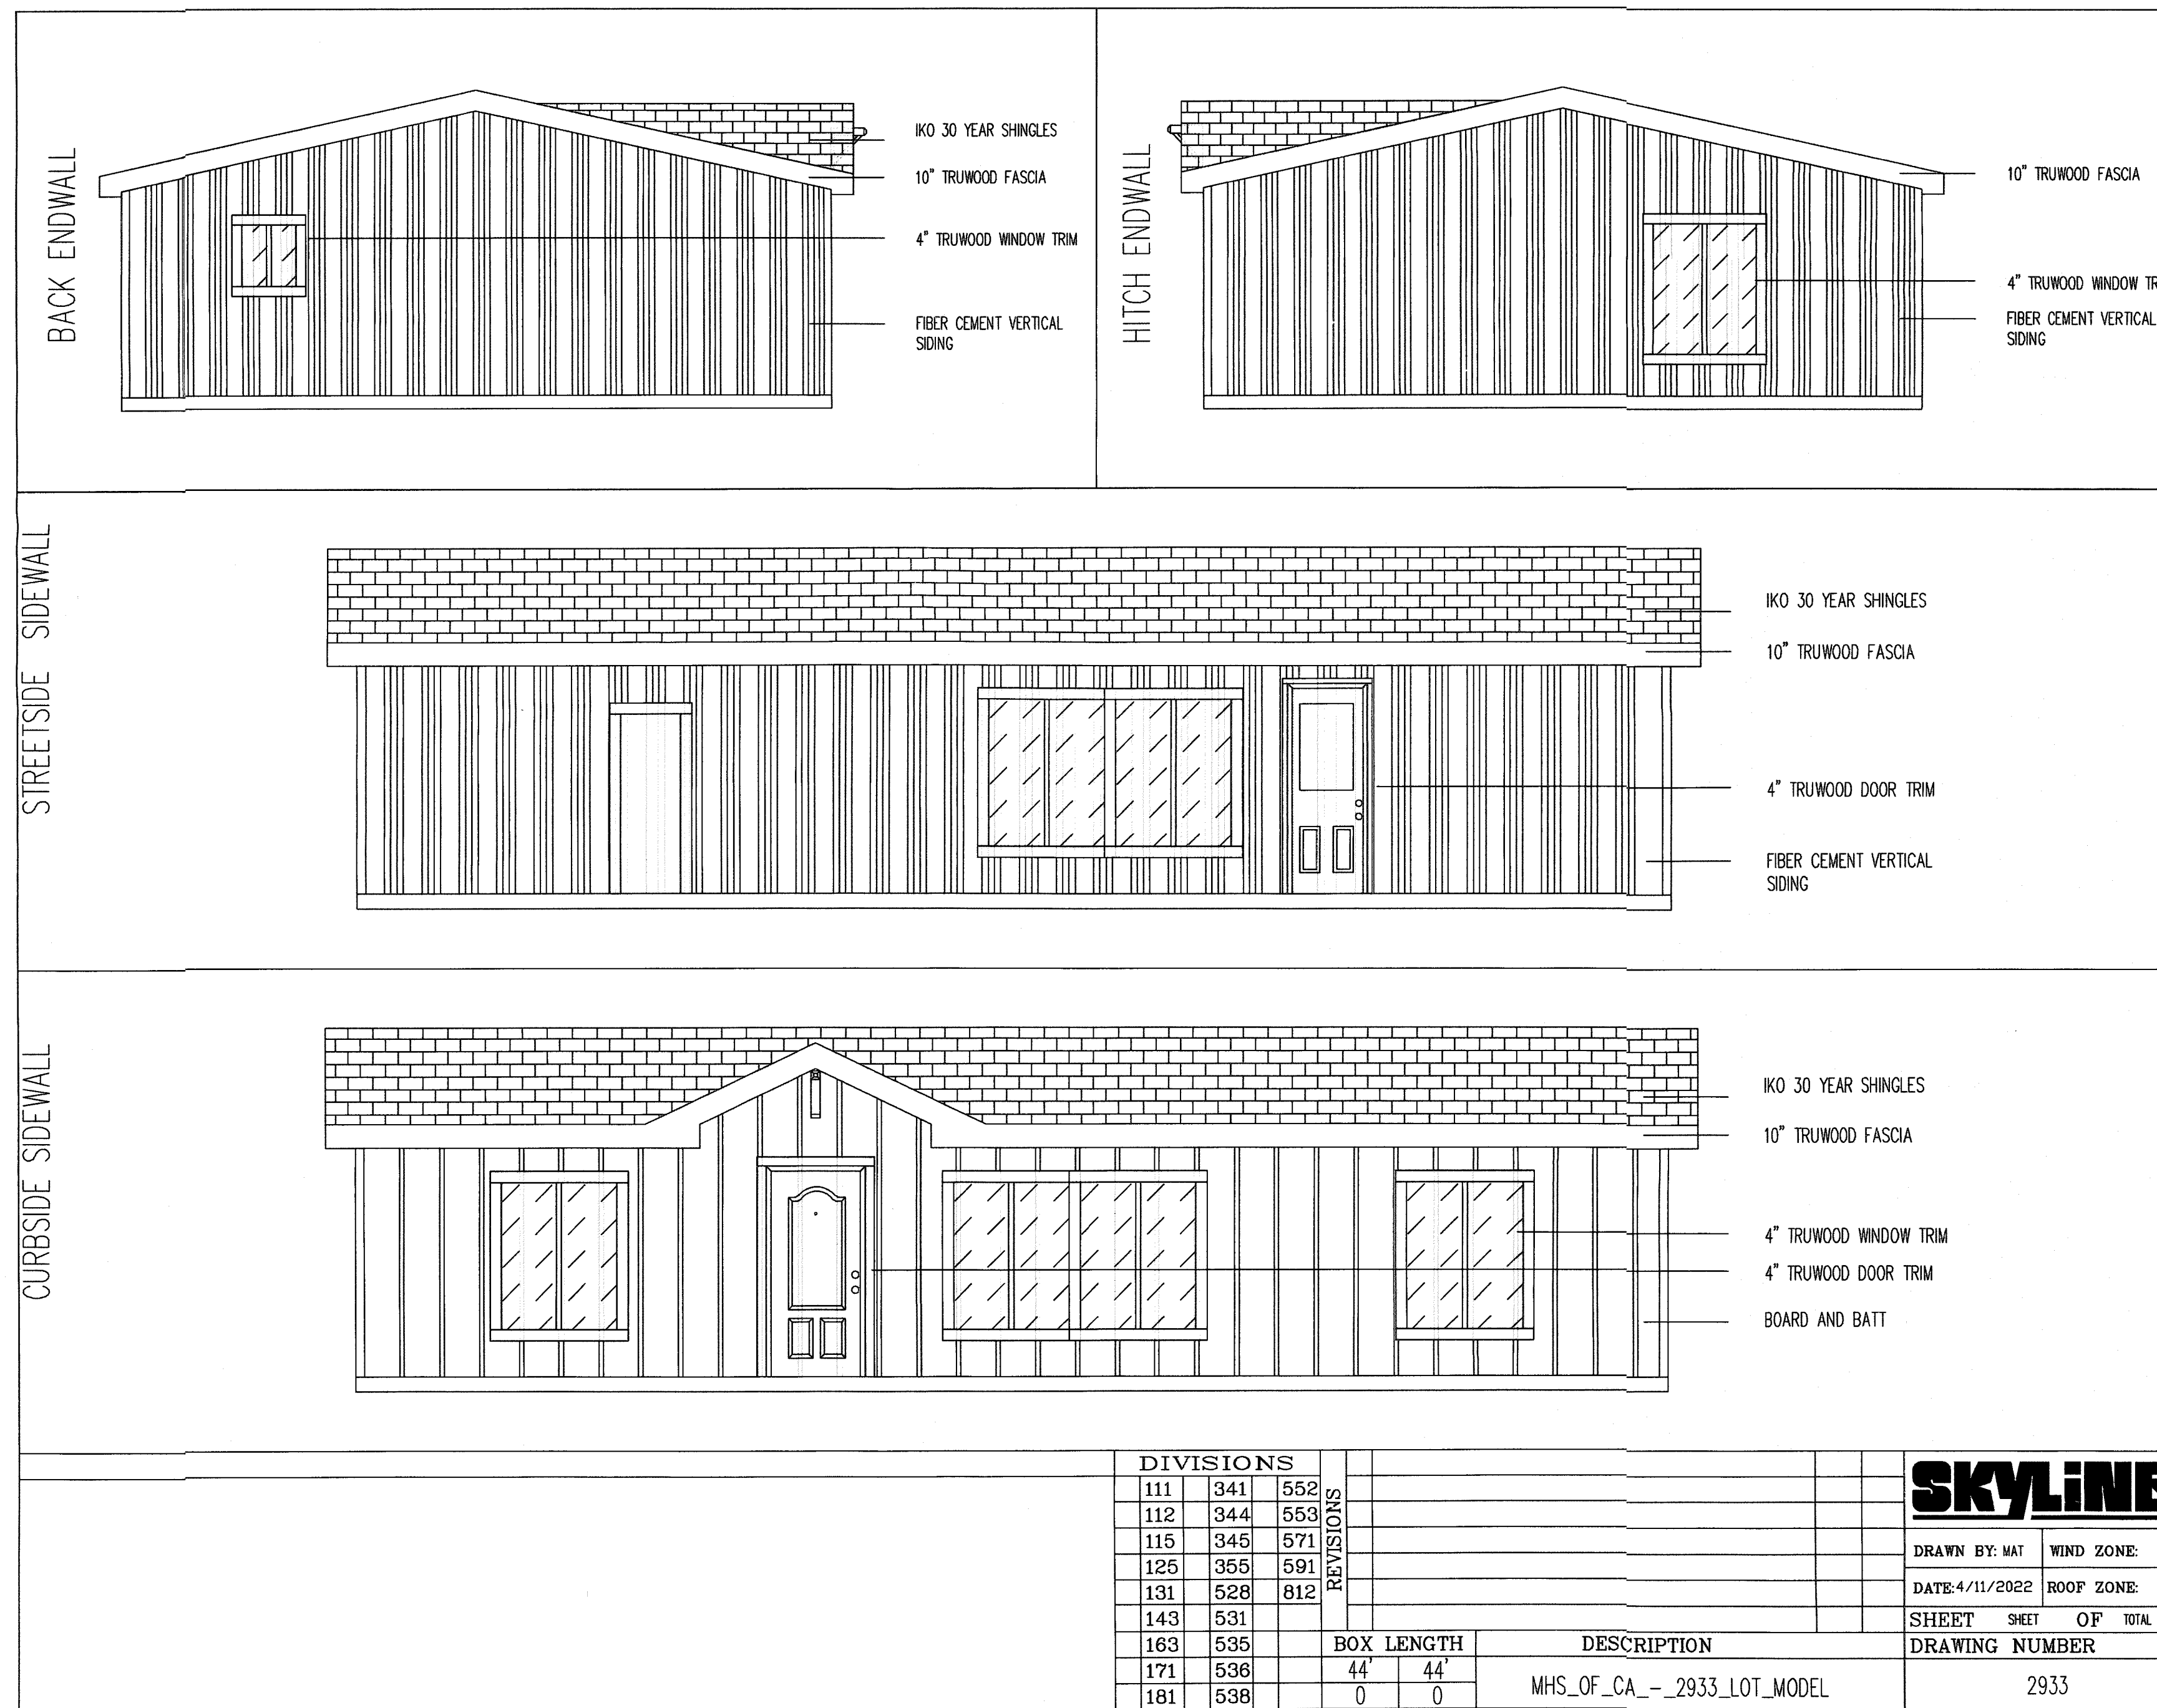 BACK ENDWALL
IKO 30 YEAR SHINGLES
10" TRUWOOD FASCIA
4" TRUWOOD WINDOW TRIM
FIBER CEMENT VERTICAL
SIDING
HITCH ENDWALL
10" TRUWOOD FASCIA
4" TRUWOOD WINDOW TR
FIBER CEMENT VERTICAL
SIDING
STREETSIDE SIDEWALL
IKO 30 YEAR SHINGLES
10" TRUWOOD FASCIA
4" TRUWOOD DOOR TRIM
FIBER CEMENT VERTICAL
SIDING
CURBSIDE SIDEWALL
IKO 30 YEAR SHINGLES
10" TRUWOOD FASCIA
4" TRUWOOD WINDOW TRIM
4" TRUWOOD DOOR TRIM
BOARD AND BATT
DIVISIONS
111 341 552
112 344 553
115 345 571
125 355 591
131 528 812
143 531
163 535
171 536
181 538
REVISIONS
BOX LENGTH
44' 44'
0 0
DESCRIPTION
MHS_OF_CA_-_2933_LOT_MODEL
SKYLiNE
DRAWN BY: MAT WIND ZONE:
DATE:4/11/2022 ROOF ZONE:
SHEET SHEET OF TOTAL
DRAWING NUMBER
2933